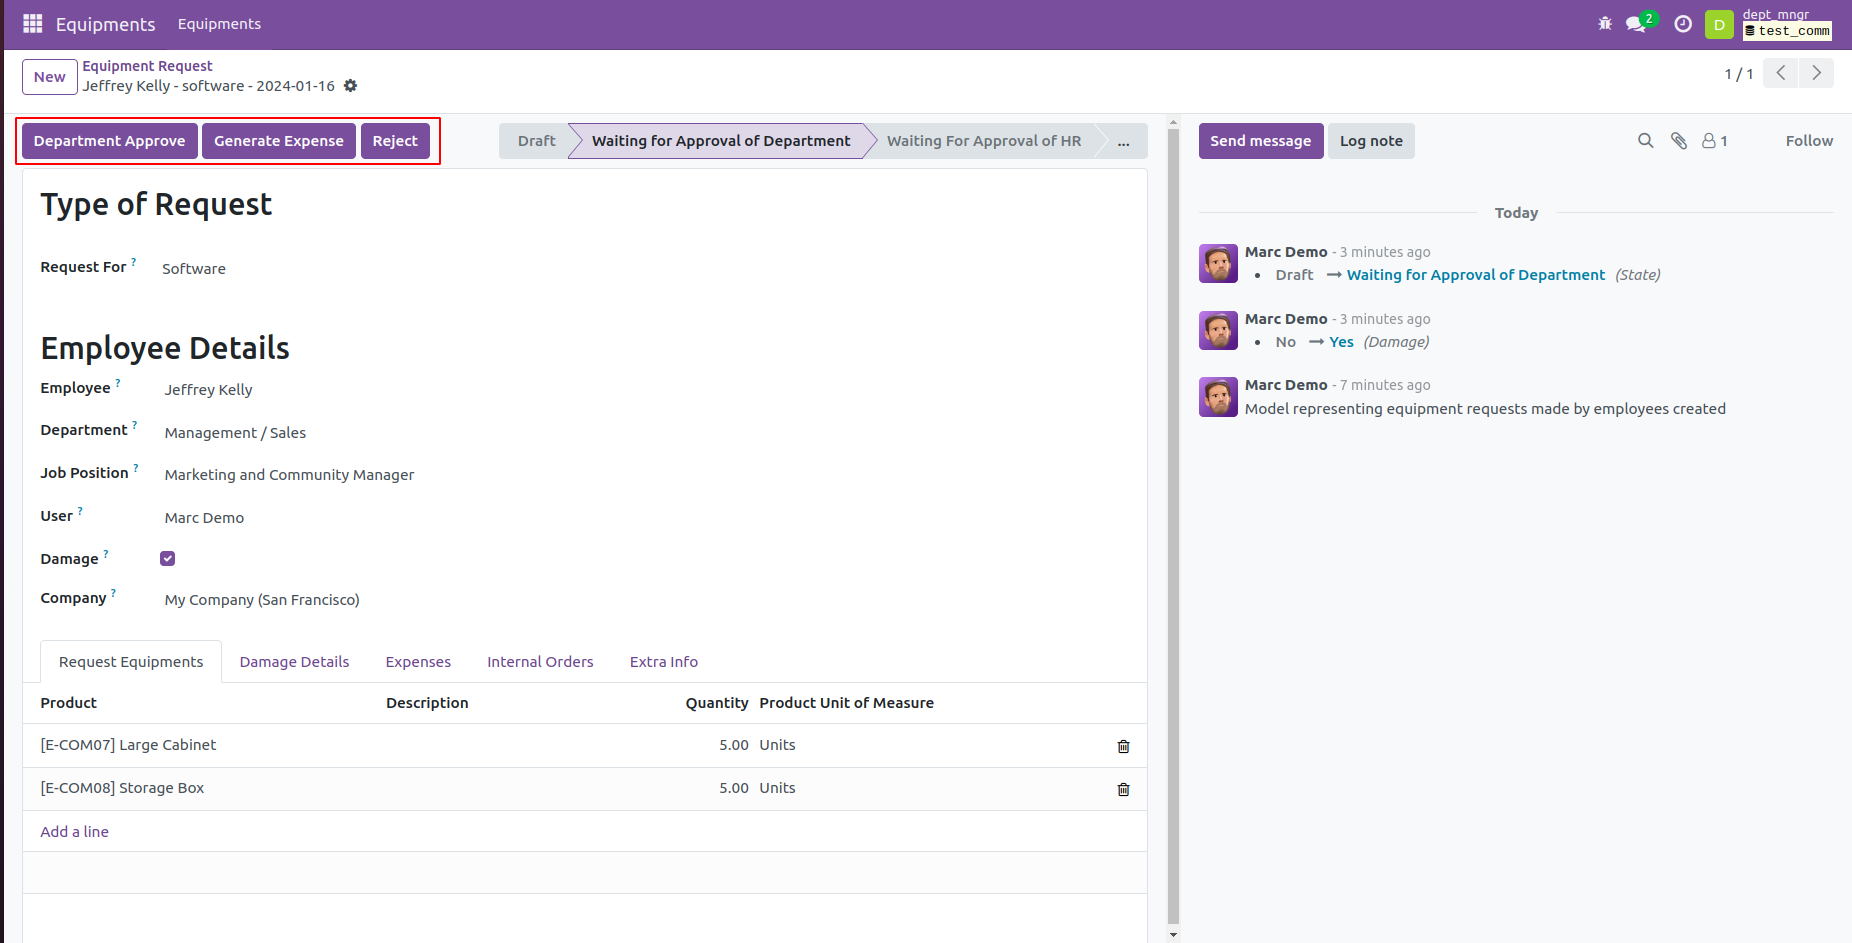 Equipments Equipments 2 D dept_mngr
test_comm
New Equipment Request
Jeffrey Kelly - software - 2024-01-16
1 / 1
Department Approve Generate Expense Reject Draft Waiting for Approval of Department Waiting For Approval of HR ...
Send message Log note 1 Follow
Type of Request
Request For ? Software
Employee Details
Employee ? Jeffrey Kelly
Department ? Management / Sales
Job Position ? Marketing and Community Manager
User ? Marc Demo
Damage ?
Company ? My Company (San Francisco)
Request Equipments Damage Details Expenses Internal Orders Extra Info
Product Description Quantity Product Unit of Measure
[E-COM07] Large Cabinet 5.00 Units
[E-COM08] Storage Box 5.00 Units
Add a line
Today
Marc Demo - 3 minutes ago
• Draft → Waiting for Approval of Department (State)
Marc Demo - 3 minutes ago
• No → Yes (Damage)
Marc Demo - 7 minutes ago
Model representing equipment requests made by employees created